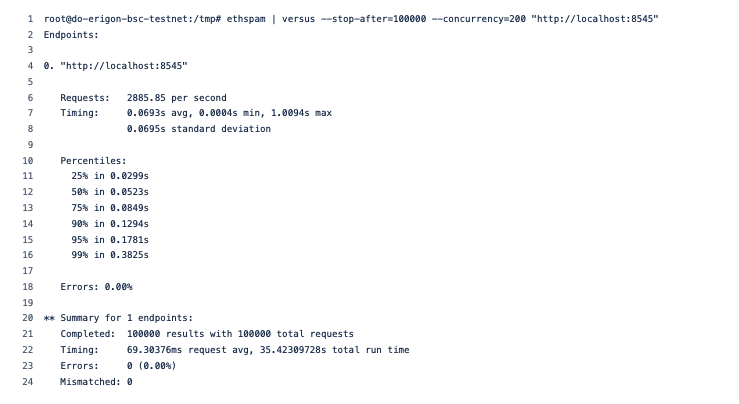 1 root@do-erigon-bsc-testnet:/tmp# ethspam | versus --stop-after=100000 --concurrency=200 "http://localhost:8545"
2 Endpoints:
3
4 0. "http://localhost:8545"
5
6 Requests: 2885.85 per second
7 Timing: 0.0693s avg, 0.0004s min, 1.0094s max
8 0.0695s standard deviation
9
10 Percentiles:
11 25% in 0.0299s
12 50% in 0.0523s
13 75% in 0.0849s
14 90% in 0.1294s
15 95% in 0.1781s
16 99% in 0.3825s
17
18 Errors: 0.00%
19
20 ** Summary for 1 endpoints:
21 Completed: 100000 results with 100000 total requests
22 Timing: 69.30376ms request avg, 35.42309728s total run time
23 Errors: 0 (0.00%)
24 Mismatched: 0